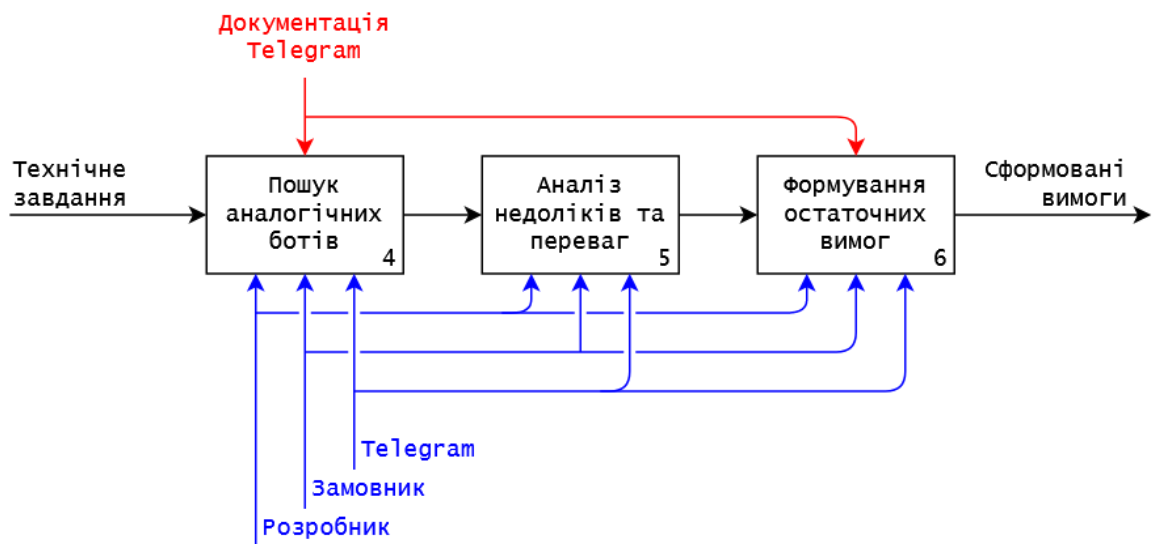 Документація
Telegram
Технічне
завдання
Пошук
аналогічних
ботів
4
Аналіз
недоліків та
переваг
5
Формування
остаточних
вимог
6
Сформовані
вимоги
Telegram
Замовник
Розробник